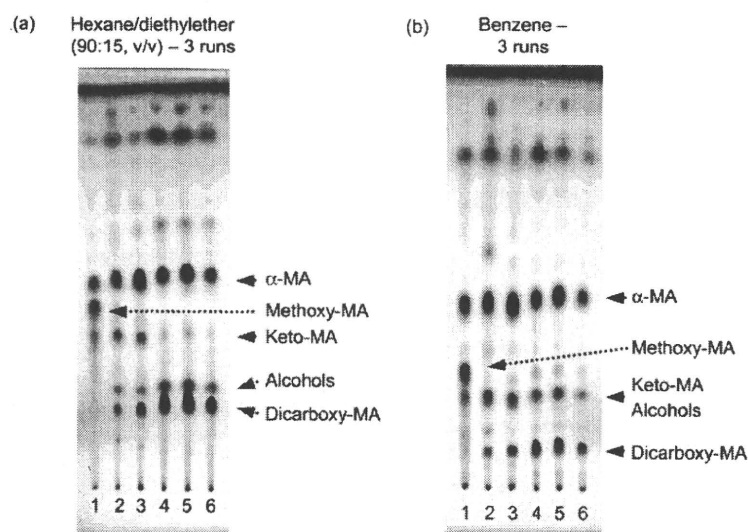 (a) Hexane/diethylether
(90:15, v/v) – 3 runs
α-MA
Methoxy-MA
Keto-MA
Alcohols
Dicarboxy-MA
1 2 3 4 5 6
(b) Benzene –
3 runs
α-MA
Methoxy-MA
Keto-MA
Alcohols
Dicarboxy-MA
1 2 3 4 5 6